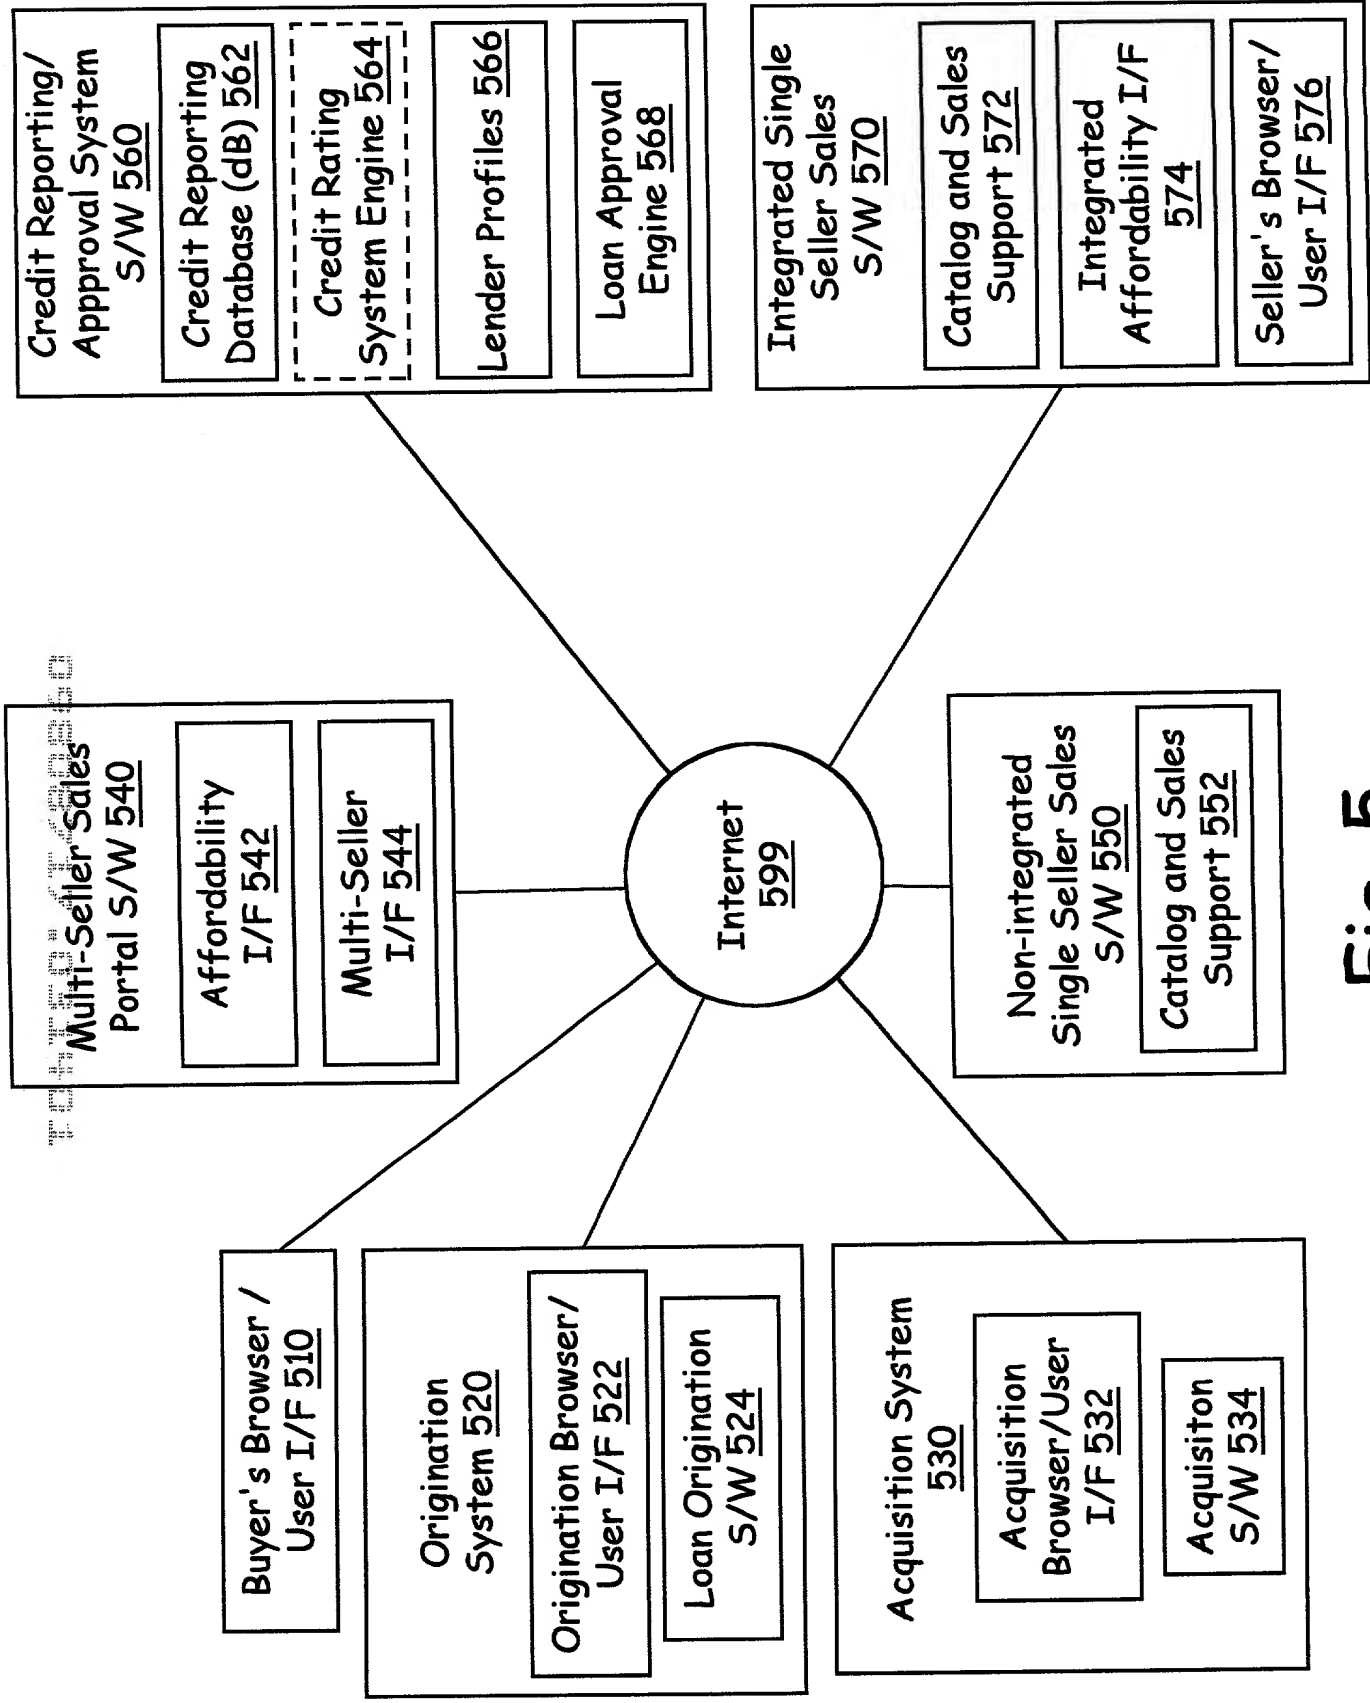 Buyer's Browser /
User I/F 510
Origination
System 520
Origination Browser/
User I/F 522
Loan Origination
S/W 524
Acquisition System
530
Acquisition
Browser/User
I/F 532
Acquisiton
S/W 534
Multi-Seller Sales
Portal S/W 540
Affordability
I/F 542
Multi-Seller
I/F 544
Internet
599
Non-integrated
Single Seller Sales
S/W 550
Catalog and Sales
Support 552
Credit Reporting/
Appproval System
S/W 560
Credit Reporting
Database (dB) 562
Credit Rating
System Engine 564
Lender Profiles 566
Loan Approval
Engine 568
Integrated Single
Seller Sales
S/W 570
Catalog and Sales
Support 572
Integrated
Affordability I/F
574
Seller's Browser/
User I/F 576
Fig. 5